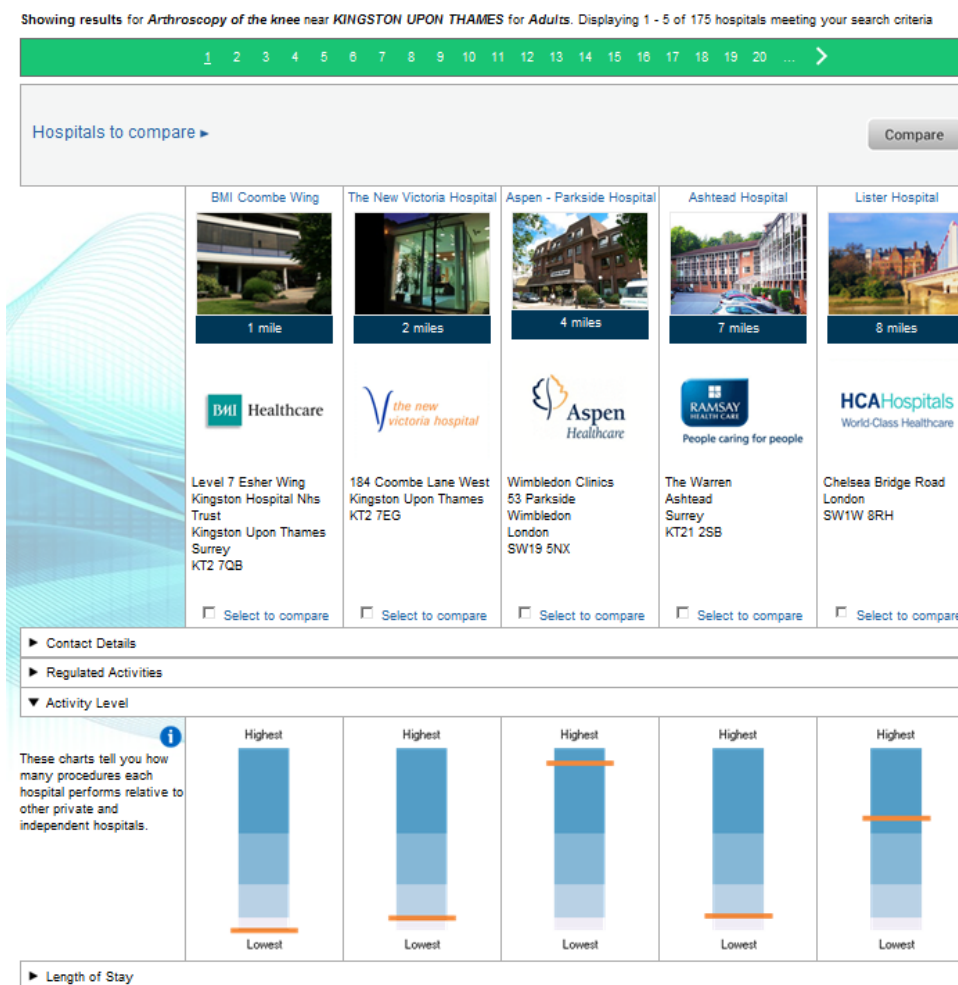 Showing results for Arthroscopy of the knee near KINGSTON UPON THAMES for Adults. Displaying 1 - 5 of 175 hospitals meeting your search criteria
1 2 3 4 5 6 7 8 9 10 11 12 13 14 15 16 17 18 19 20 ...
Hospitals to compare ►
Compare
BMI Coombe Wing
The New Victoria Hospital
Aspen - Parkside Hospital
Ashtead Hospital
Lister Hospital
1 mile
2 miles
4 miles
7 miles
8 miles
BMI Healthcare
the new
victoria hospital
Aspen
Healthcare
RAMSAY
HEALTH CARE
People caring for people
HCAHospitals
World-Class Healthcare
Level 7 Esher Wing
Kingston Hospital Nhs
Trust
Kingston Upon Thames
Surrey
KT2 7QB
184 Coombe Lane West
Kingston Upon Thames
KT2 7EG
Wimbledon Clinics
53 Parkside
Wimbledon
London
SW19 5NX
The Warren
Ashtead
Surrey
KT21 2SB
Chelsea Bridge Road
London
SW1W 8RH
Select to compare
Select to compare
Select to compare
Select to compare
Select to compare
► Contact Details
► Regulated Activities
▼ Activity Level
i
These charts tell you how
many procedures each
hospital performs relative to
other private and
independent hospitals.
Highest
Highest
Highest
Highest
Highest
Lowest
Lowest
Lowest
Lowest
Lowest
► Length of Stay